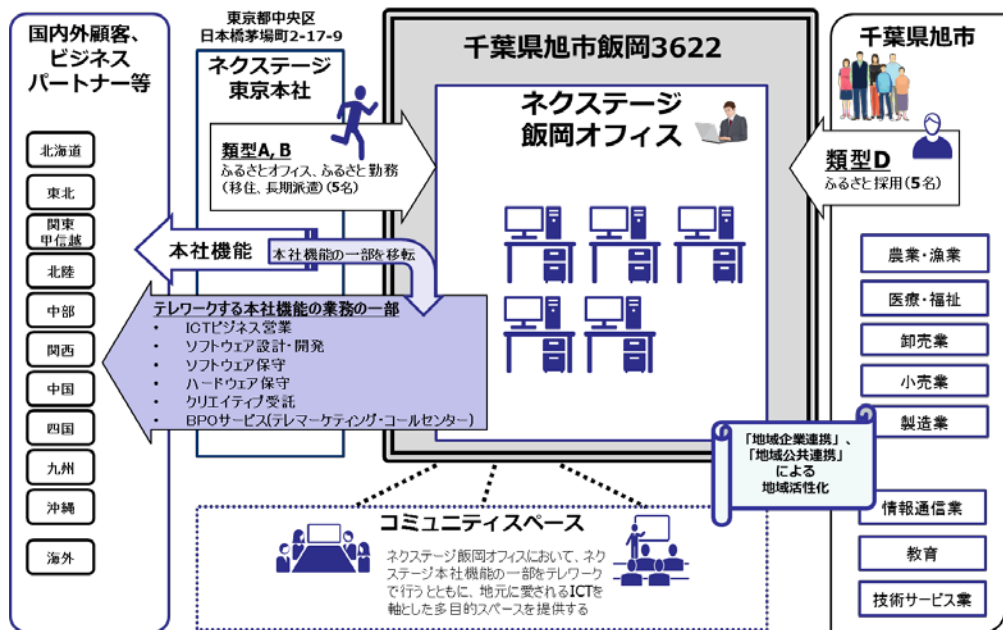 国内外顧客、
ビジネス
パートナー等
北海道
東北
関東
甲信越
北陸
中部
関西
中国
四国
九州
沖縄
海外
東京都中央区
日本橋茅場町2-17-9
ネクステージ
東京本社
類型A, B
ふるさとオフィス、ふるさと勤務
(移住、長期派遣)(5名)
本社機能
本社機能の一部を移転
テレワークする本社機能の業務の一部
• ICTビジネス営業
• ソフトウェア設計・開発
• ソフトウェア保守
• ハードウェア保守
• クリエイティブ受託
• BPOサービス(テレマーケティング・コールセンター)
千葉県旭市飯岡3622
ネクステージ
飯岡オフィス
コミュニティスペース
ネクステージ飯岡オフィスにおいて、ネク
ステージ本社機能の一部をテレワーク
で行うとともに、地元に愛されるICTを
軸とした多目的スペースを提供する
千葉県旭市
類型D
ふるさと採用(5名)
農業・漁業
医療・福祉
卸売業
小売業
製造業
「地域企業連携」、
「地域公共連携」
による
地域活性化
情報通信業
教育
技術サービス業